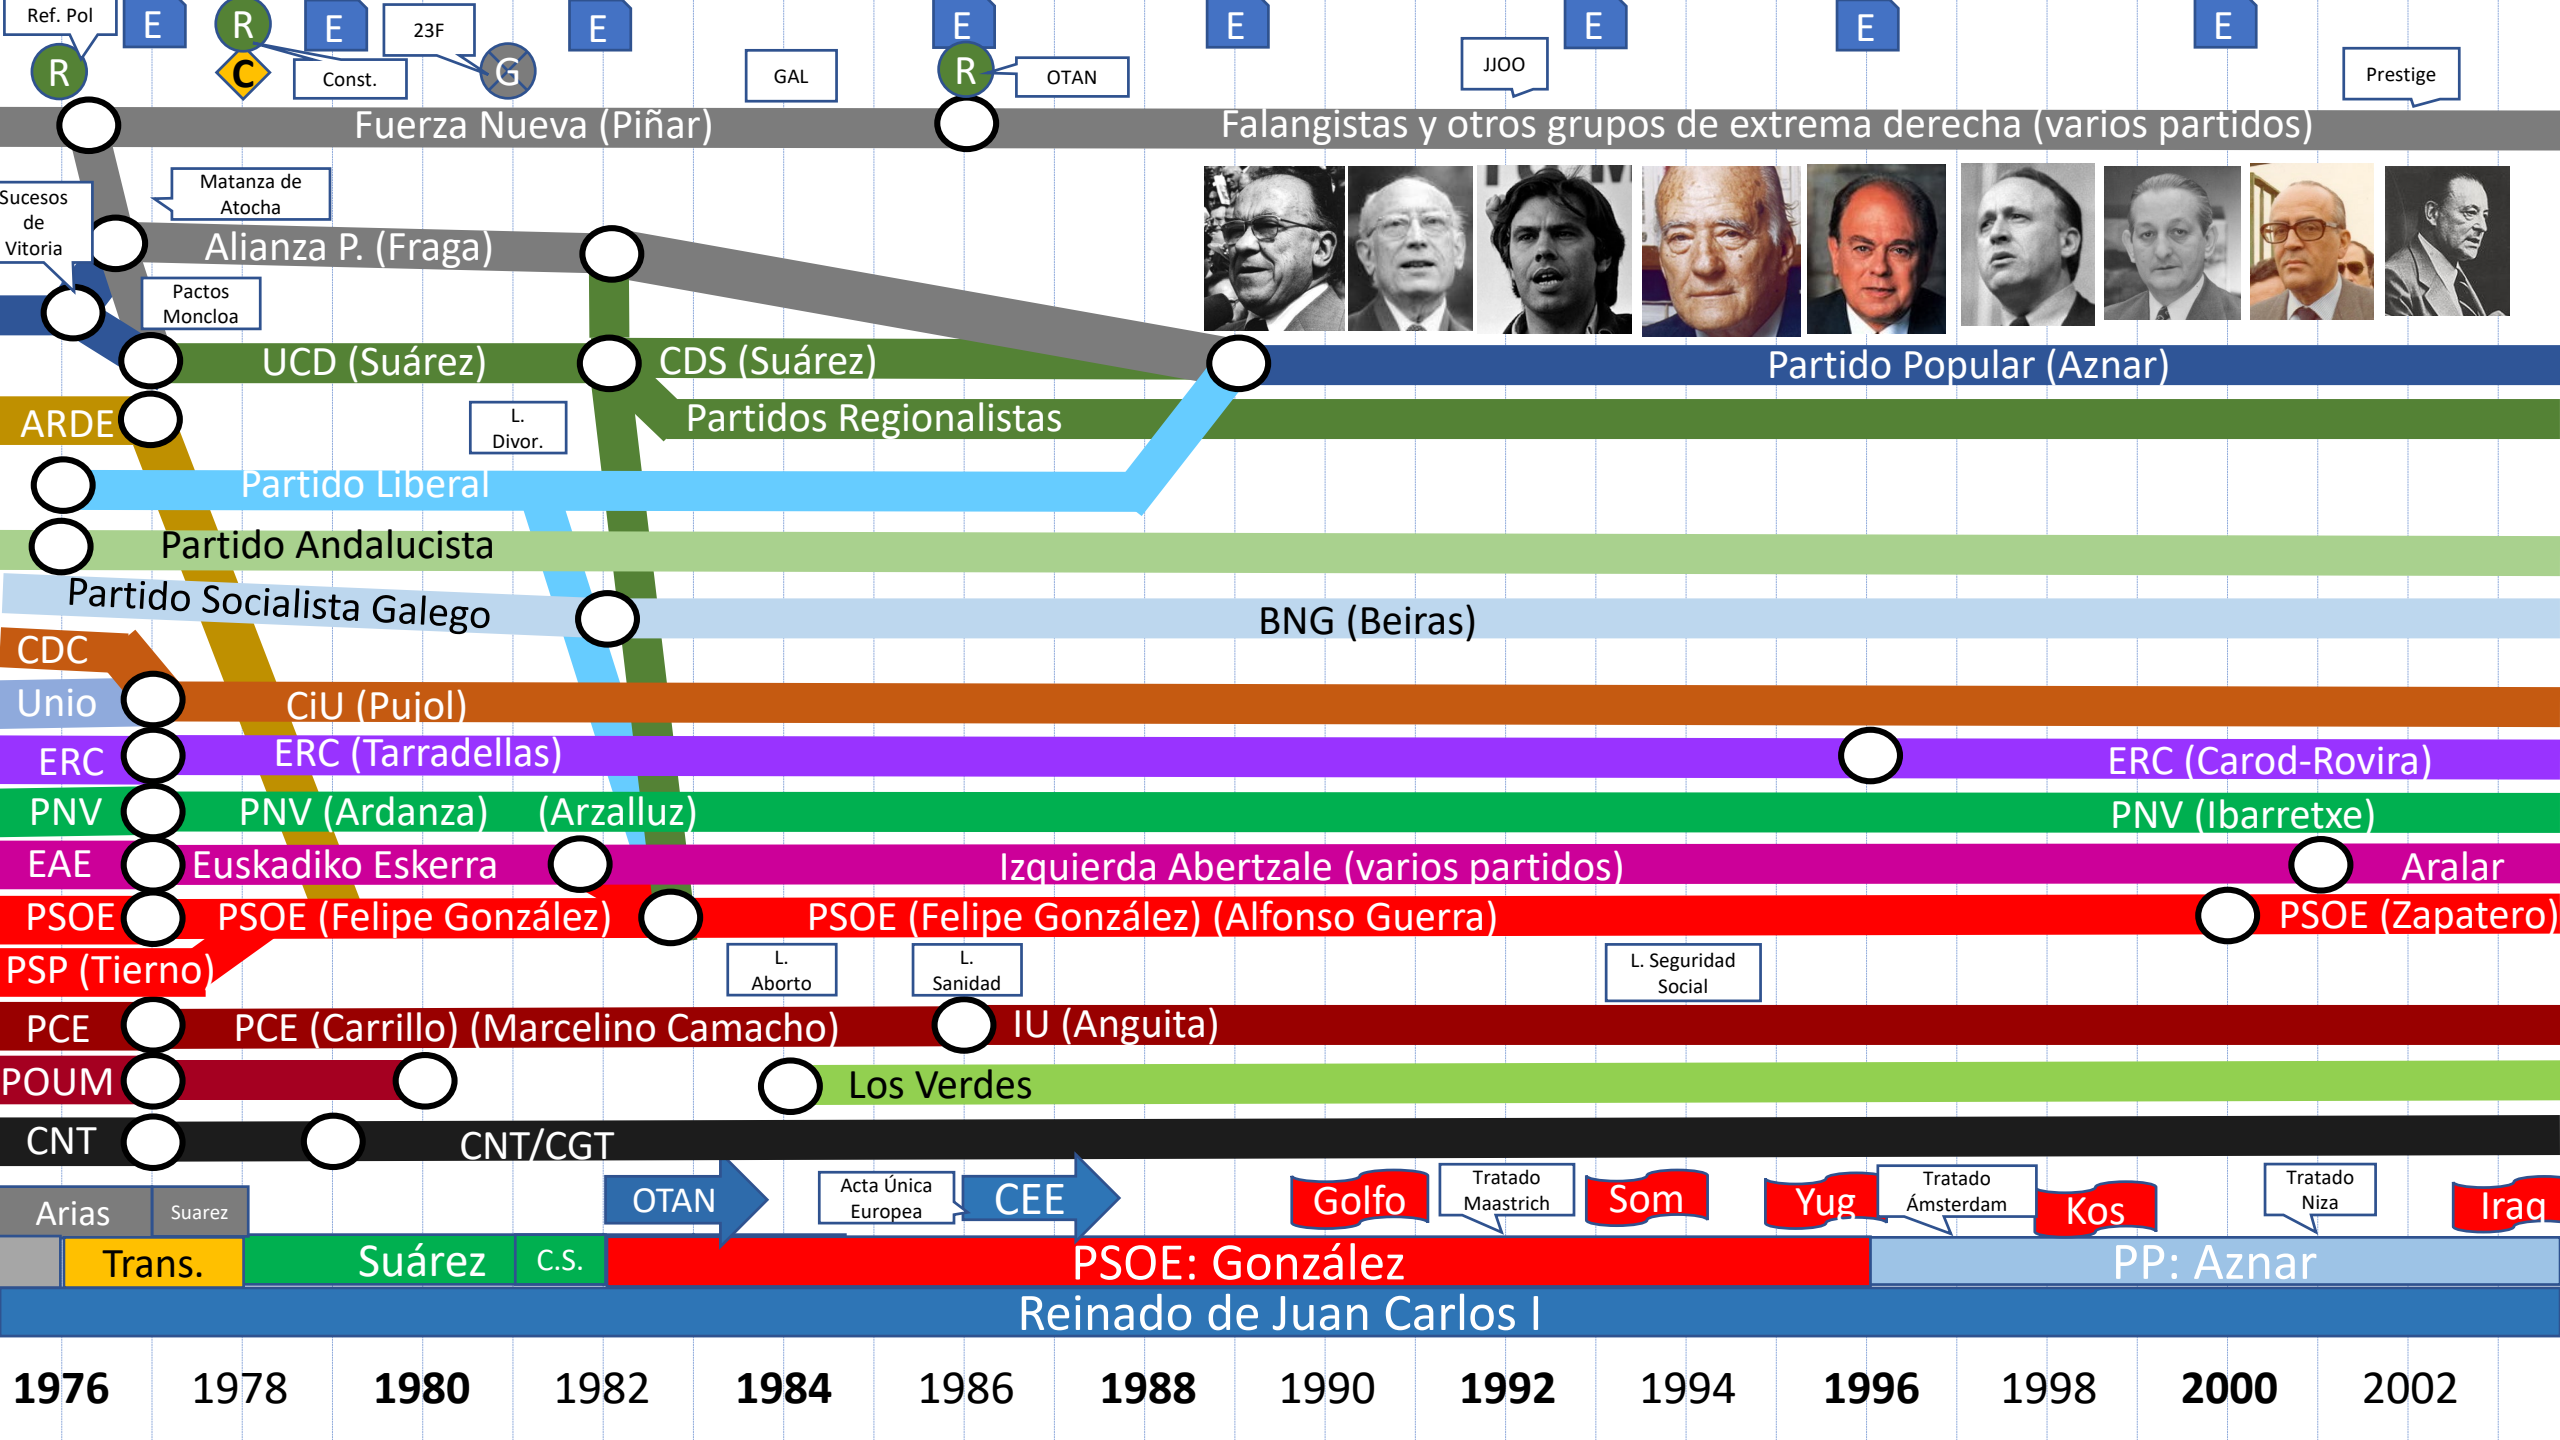 Ref. Pol
E
R
E
23F
E
E
E
E
E
E
R
C
Const.
G
GAL
R
OTAN
JJOO
Prestige
Fuerza Nueva (Piñar)
Falangistas y otros grupos de extrema derecha (varios partidos)
Matanza de
Atocha
Sucesos
de
Vitoria
Alianza P. (Fraga)
Pactos
Moncloa
UCD (Suárez)
CDS (Suárez)
Partido Popular (Aznar)
ARDE
L.
Divor.
Partidos Regionalistas
Partido Liberal
Partido Andalucista
Partido Socialista Galego
BNG (Beiras)
CDC
Unio
CiU (Pujol)
ERC
ERC (Tarradellas)
ERC (Carod-Rovira)
PNV
PNV (Ardanza)
(Arzalluz)
PNV (Ibarretxe)
EAE
Euskadiko Eskerra
Izquierda Abertzale (varios partidos)
Aralar
PSOE
PSOE (Felipe González)
PSOE (Felipe González) (Alfonso Guerra)
PSOE (Zapatero)
PSP (Tierno)
L.
Aborto
L.
Sanidad
L. Seguridad
Social
PCE
PCE (Carrillo) (Marcelino Camacho)
IU (Anguita)
POUM
Los Verdes
CNT
CNT/CGT
Arias
Suarez
OTAN
Acta Única
Europea
CEE
Golfo
Tratado
Maastrich
Som
Yug
Tratado
Ámsterdam
Kos
Tratado
Niza
Iraq
Trans.
Suárez
C.S.
PSOE: González
PP: Aznar
Reinado de Juan Carlos I
1976 1978 1980 1982 1984 1986 1988 1990 1992 1994 1996 1998 2000 2002